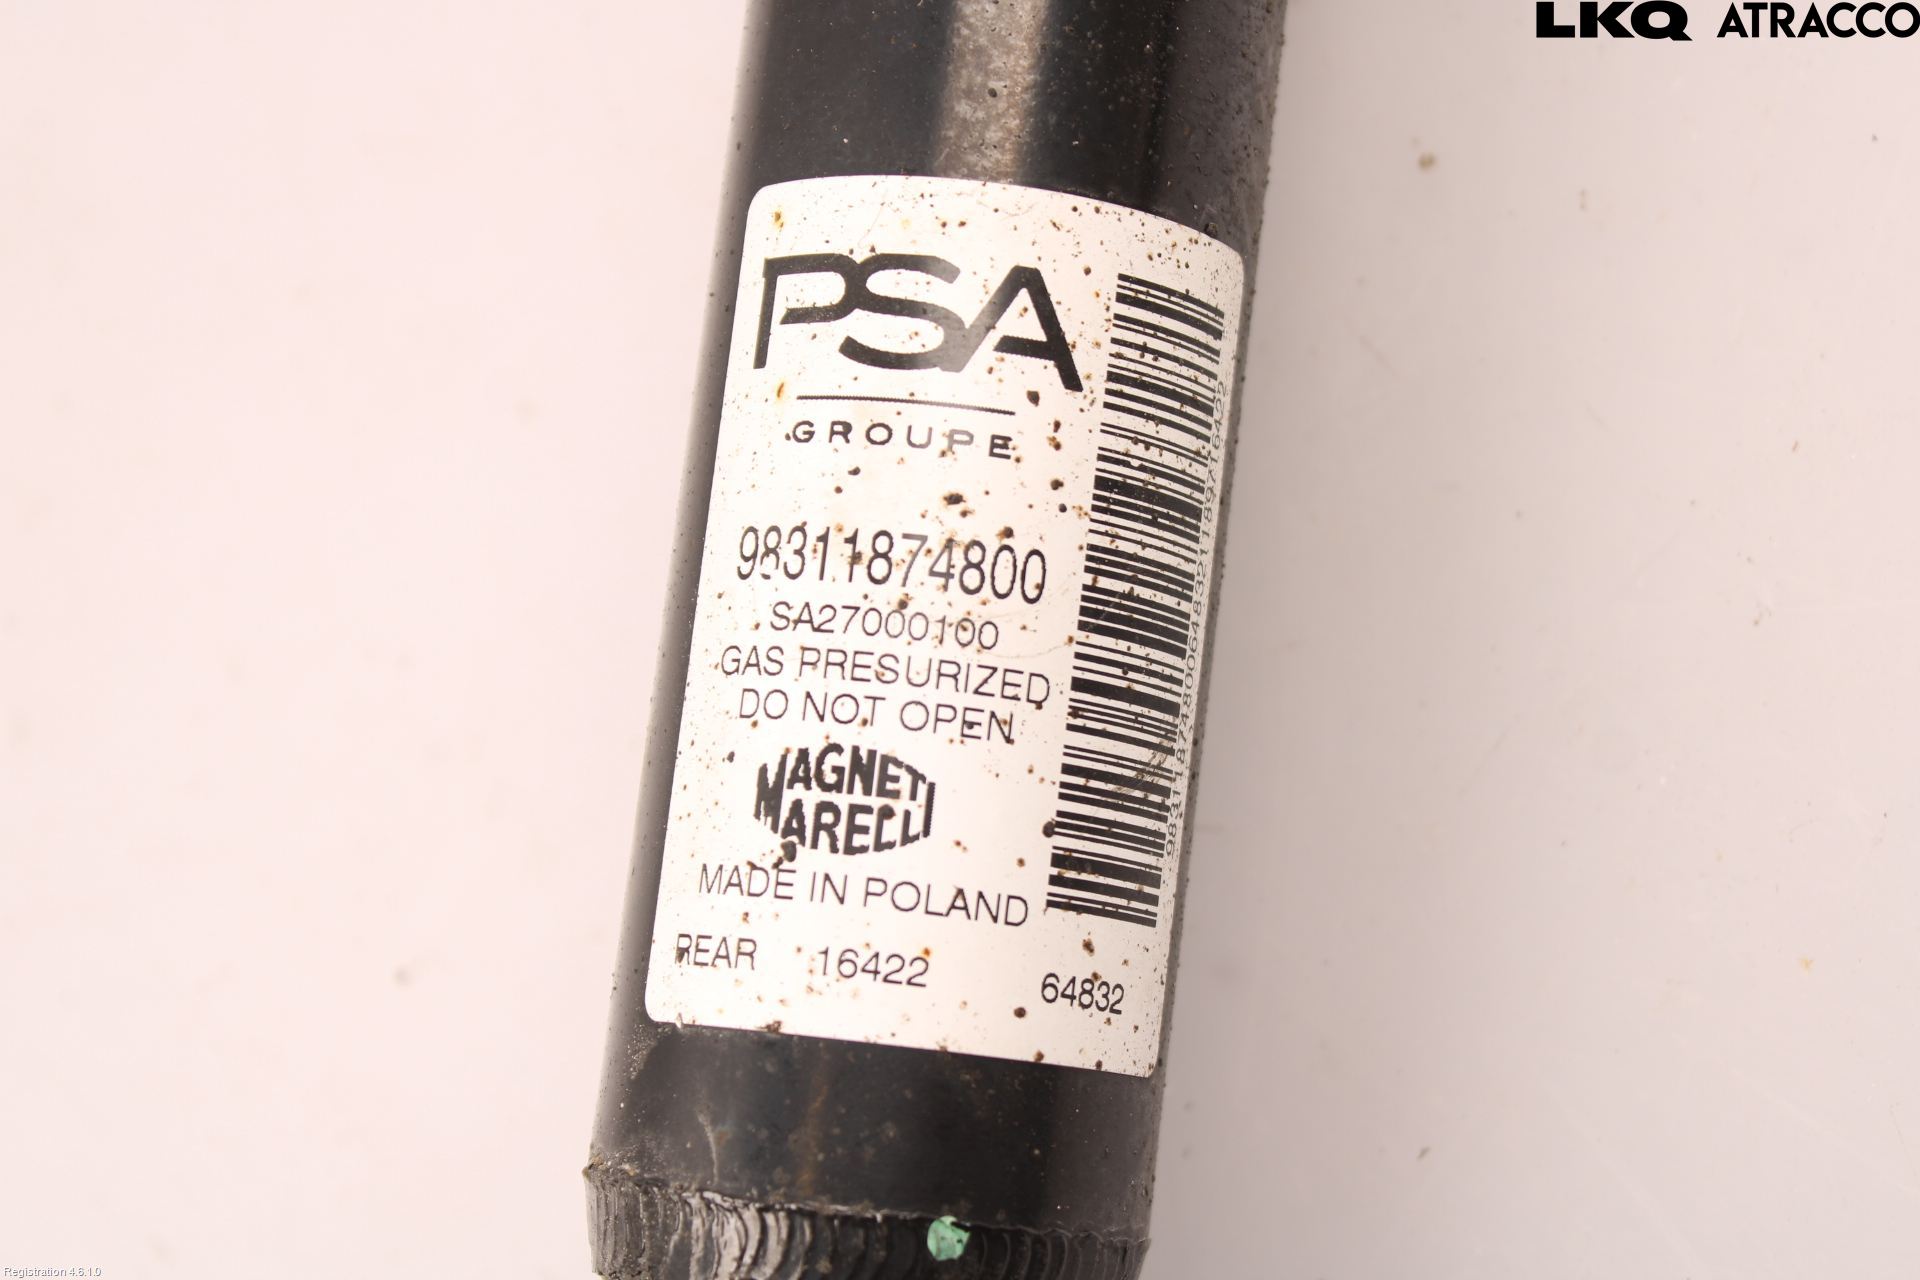 LKQ ATRACCO
PSA
GROUPE
98311874800
SA27000100
GAS PRESURIZED
DO NOT OPEN
MAGNETI
MARELLI
MADE IN POLAND
REAR 16422 64832
Registration 4.6.1.0